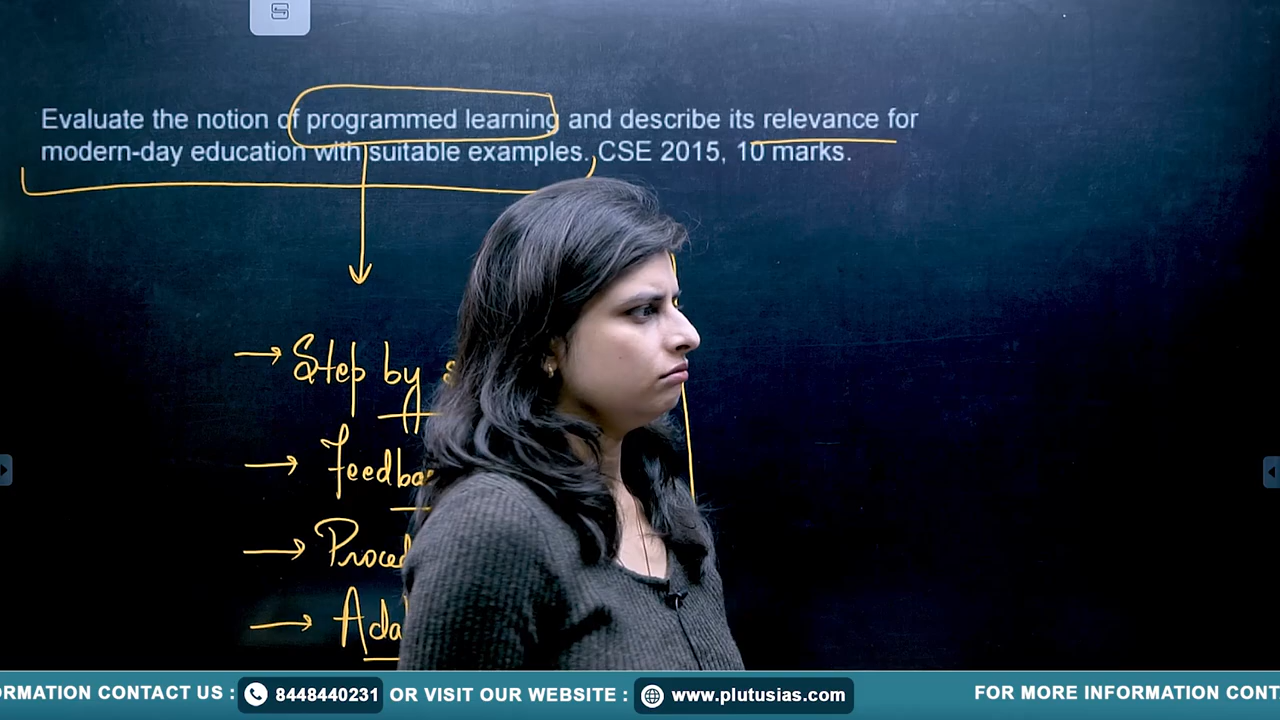 Evaluate the notion of programmed learning and describe its relevance for
modern-day education with suitable examples. CSE 2015, 10 marks.
→ Step by
→ Feedba
→ Proced
→ Ada
ORMATION CONTACT US : 8448440231 OR VISIT OUR WEBSITE : www.plutusias.com FOR MORE INFORMATION CONT